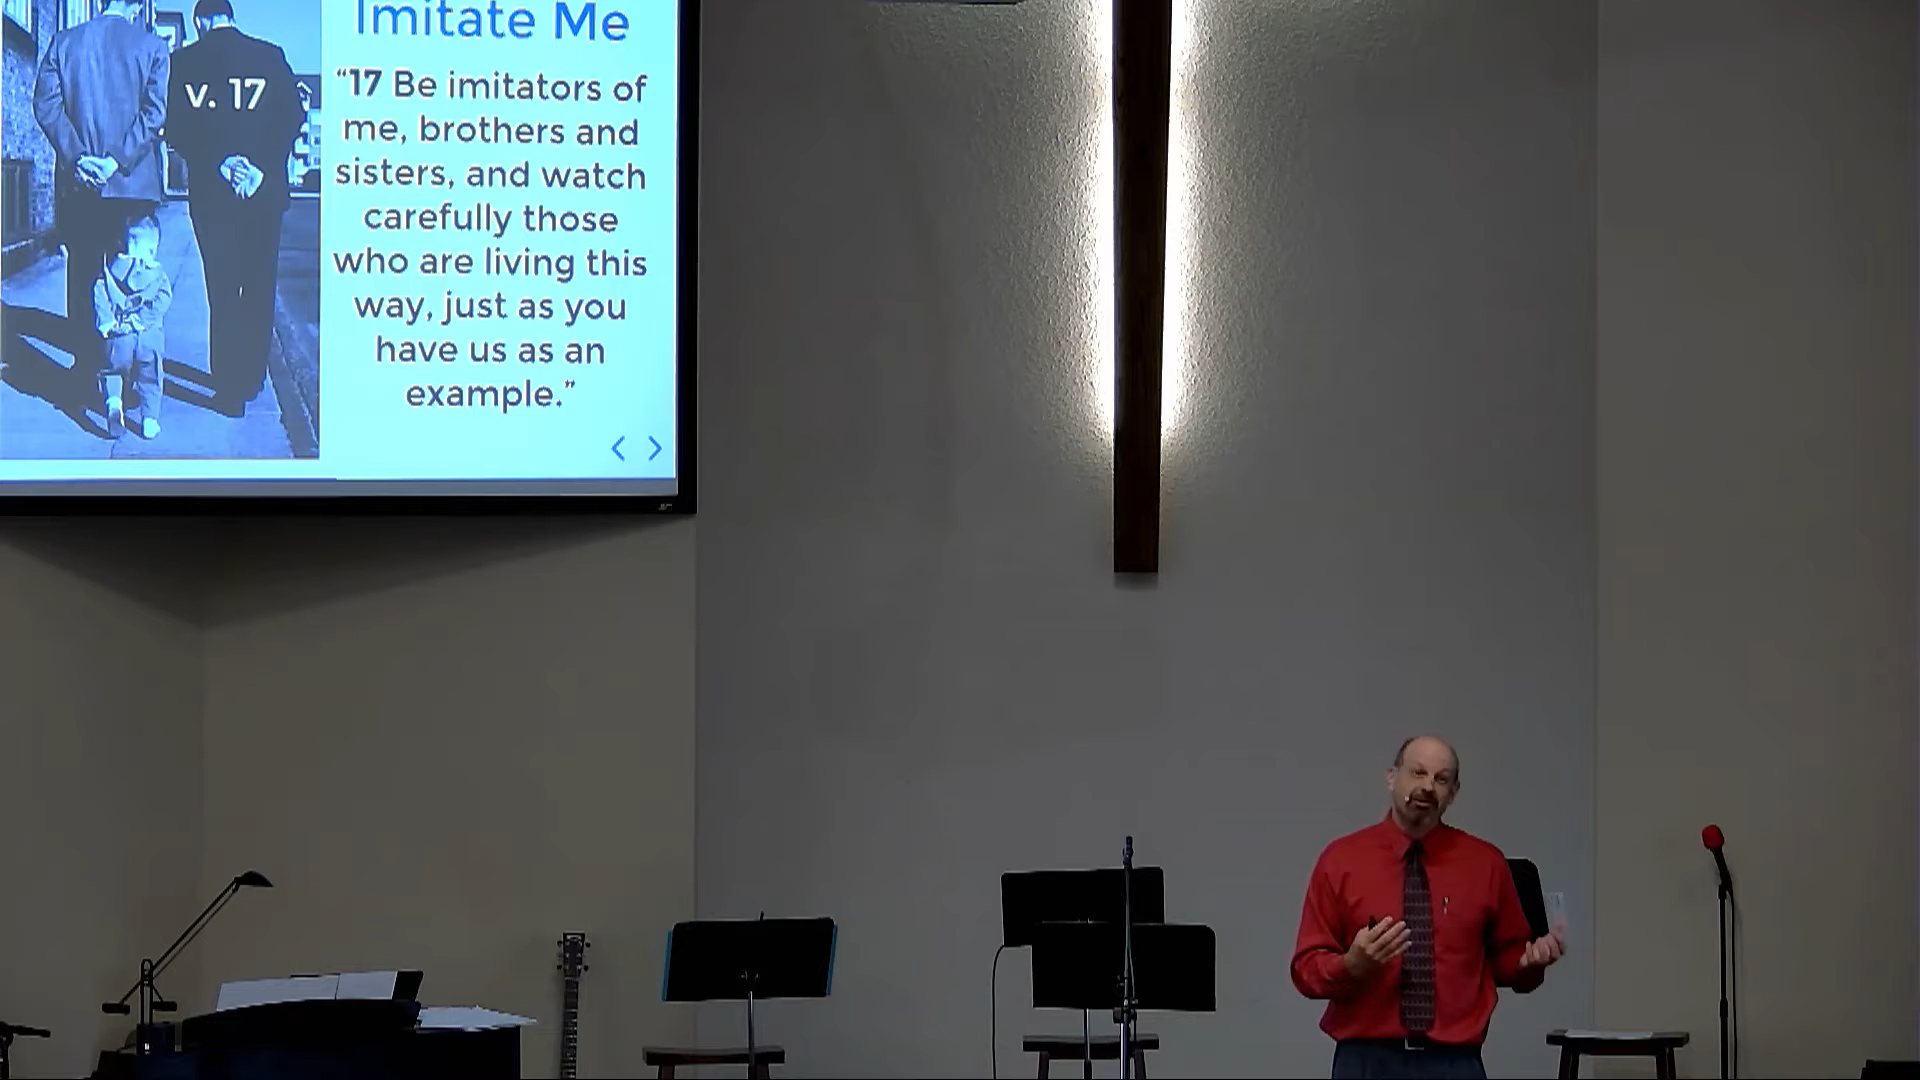 Imitate Me
v. 17
“17 Be imitators of
me, brothers and
sisters, and watch
carefully those
who are living this
way, just as you
have us as an
example.”